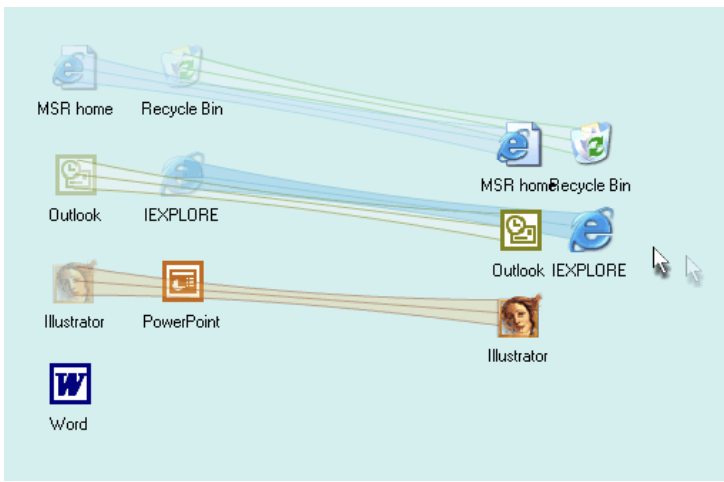 MSR home
Recycle Bin
MSR home
Recycle Bin
Outlook
IEXPLORE
Outlook
IEXPLORE
Illustrator
PowerPoint
Illustrator
W
Word